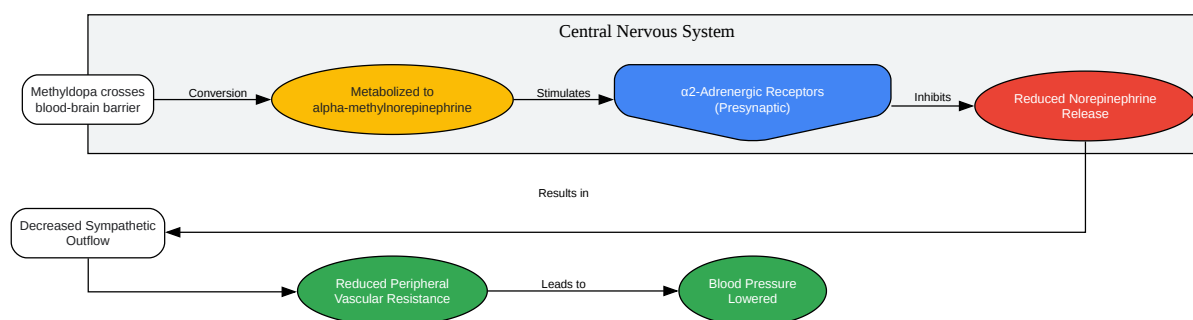 Central Nervous System
Methyldopa crosses
blood-brain barrier
Conversion
Metabolized to
alpha-methylnorepinephrine
Stimulates
α2-Adrenergic Receptors
(Presynaptic)
Inhibits
Reduced Norepinephrine
Release
Results in
Decreased Sympathetic
Outflow
Reduced Peripheral
Vascular Resistance
Leads to
Blood Pressure
Lowered